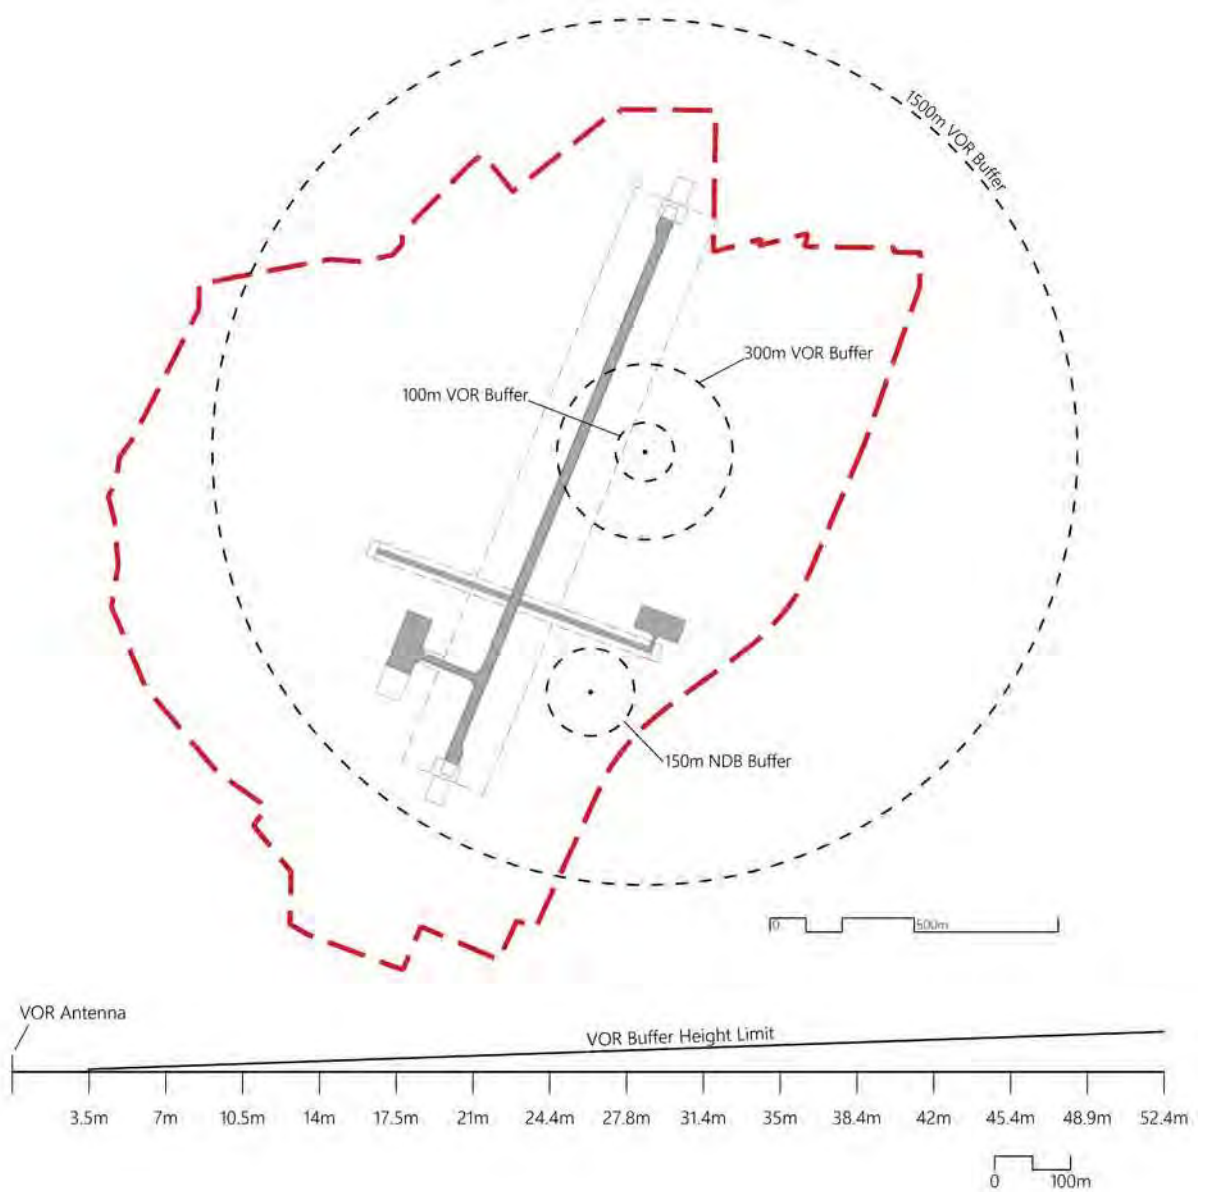 1500m VOR Buffer
300m VOR Buffer
100m VOR Buffer
150m NDB Buffer
0 500m
VOR Antenna
VOR Buffer Height Limit
3.5m 7m 10.5m 14m 17.5m 21m 24.4m 27.8m 31.4m 35m 38.4m 42m 45.4m 48.9m 52.4m
0 100m